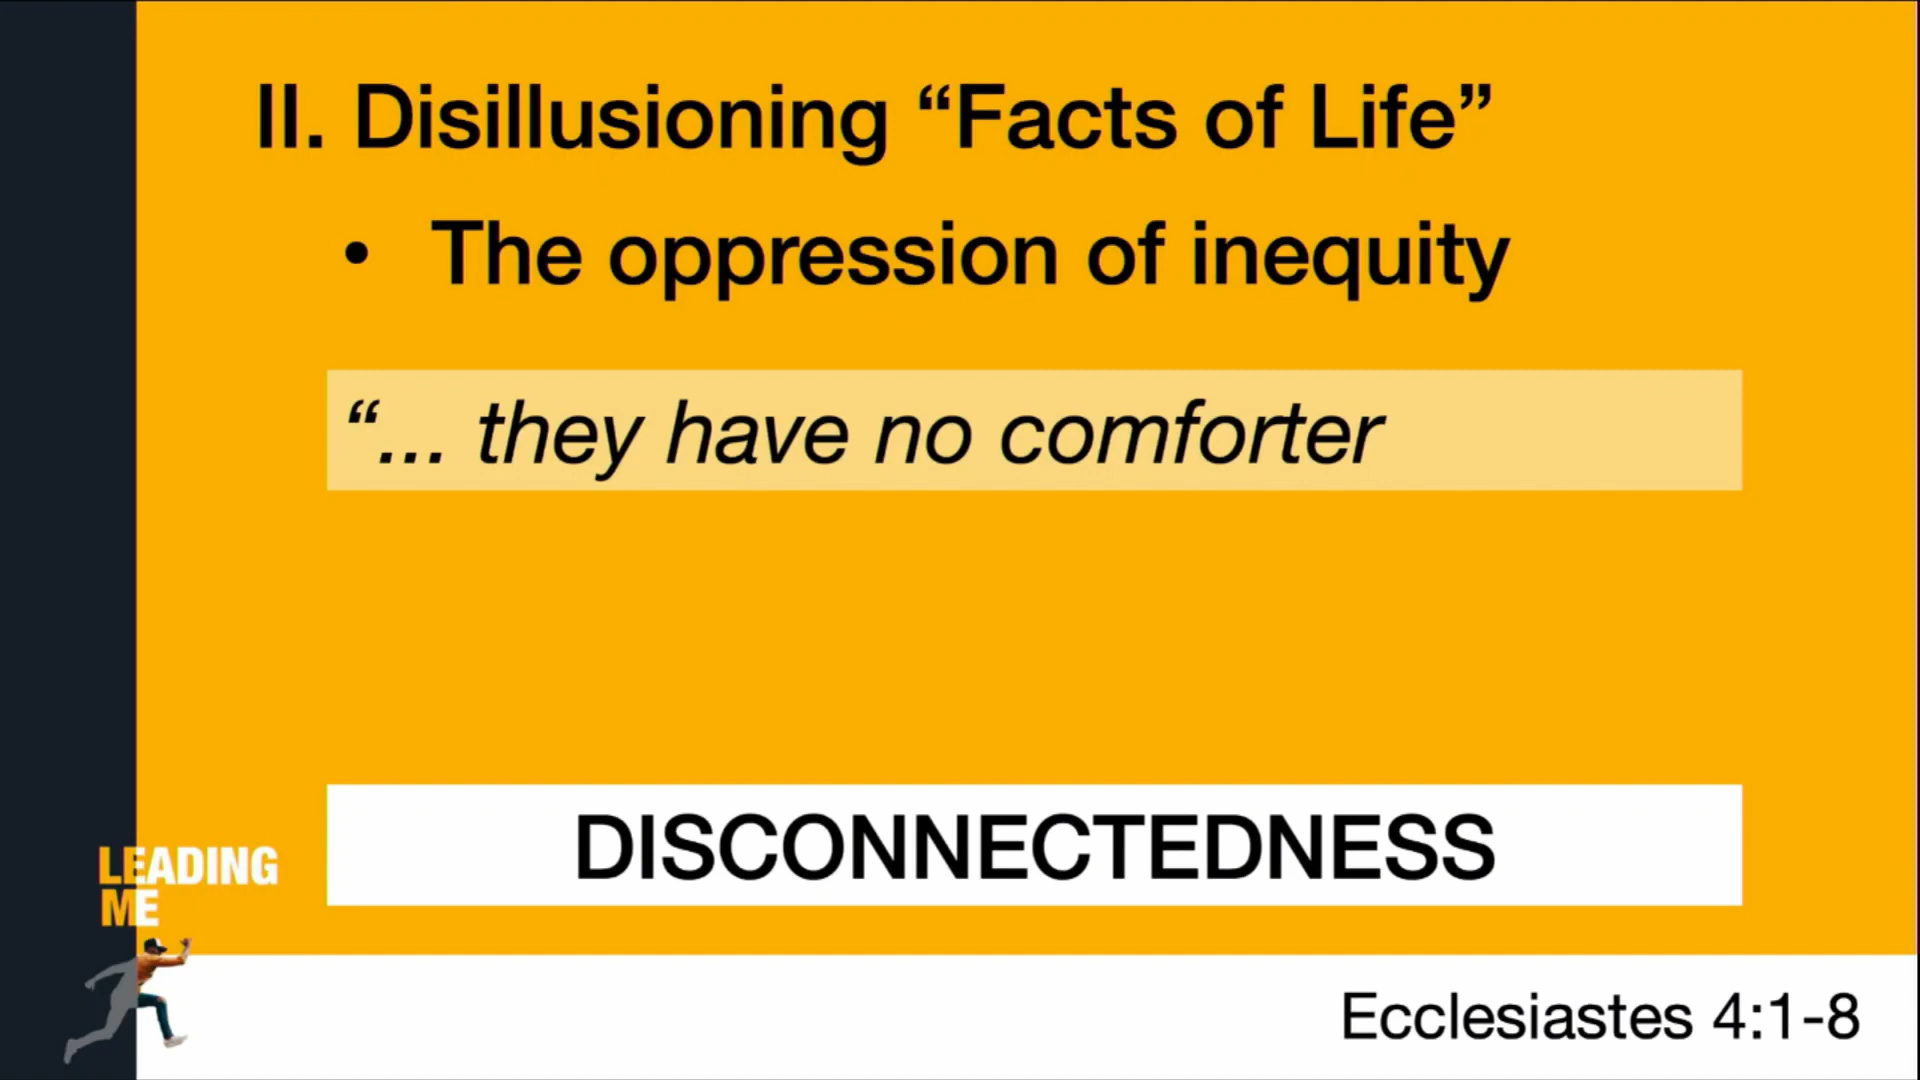 II. Disillusioning “Facts of Life”
• The oppression of inequity
“... they have no comforter
DISCONNECTEDNESS
LEADING
ME
Ecclesiastes 4:1-8